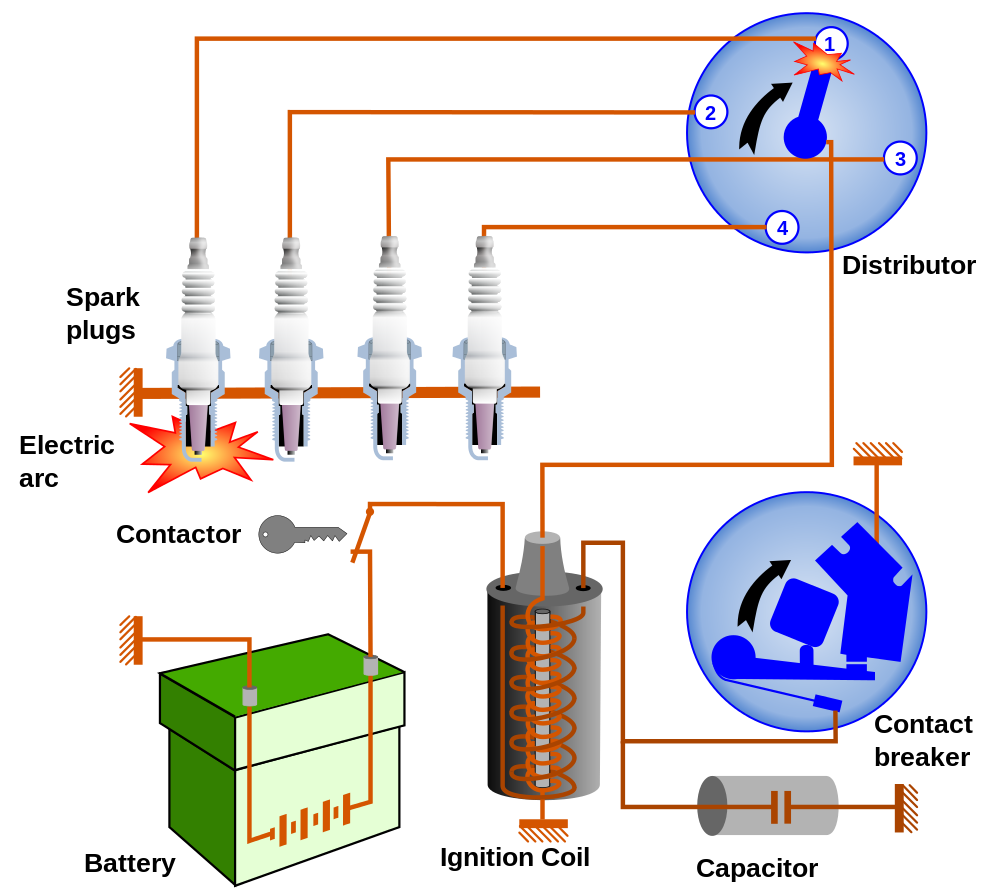 1
2
3
4
Distributor
Spark
plugs
Electric
arc
Contactor
Contact
breaker
Battery
Ignition Coil
Capacitor